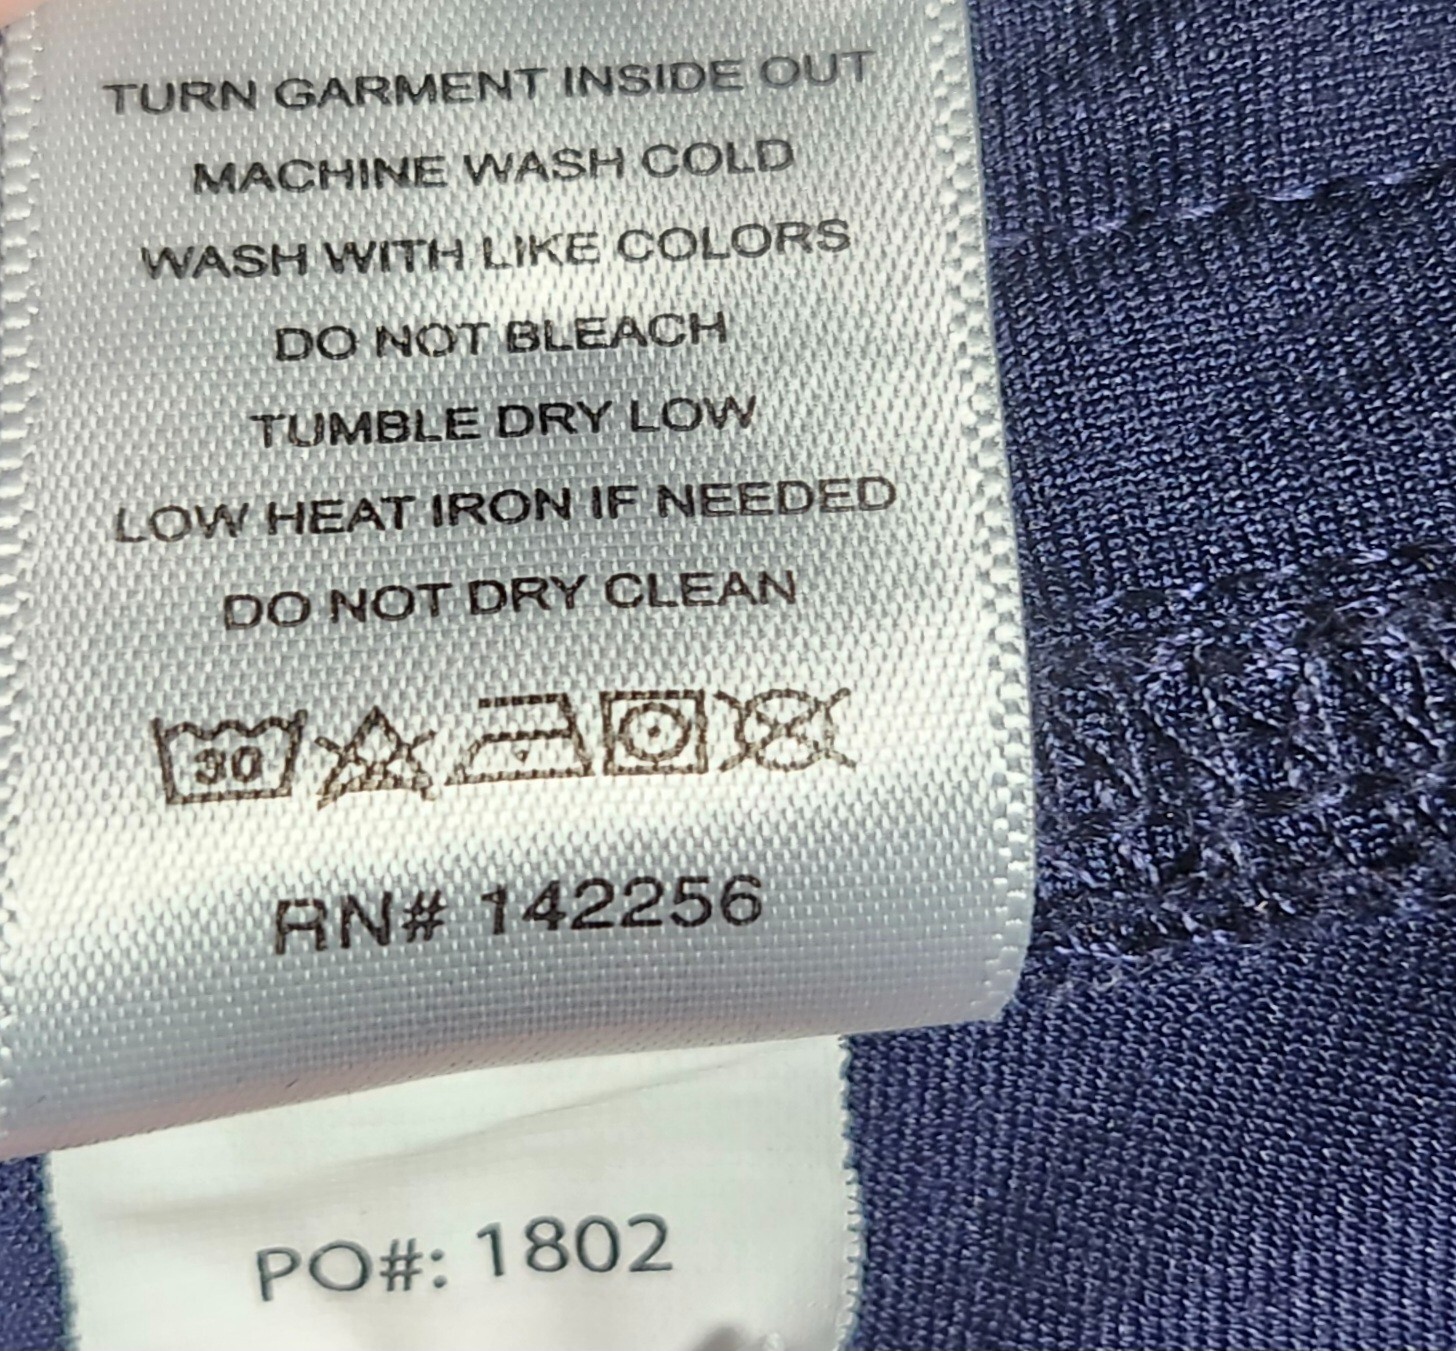 TURN GARMENT INSIDE OUT
MACHINE WASH COLD
WASH WITH LIKE COLORS
DO NOT BLEACH
TUMBLE DRY LOW
LOW HEAT IRON IF NEEDED
DO NOT DRY CLEAN
30
RN# 142256
PO#: 1802